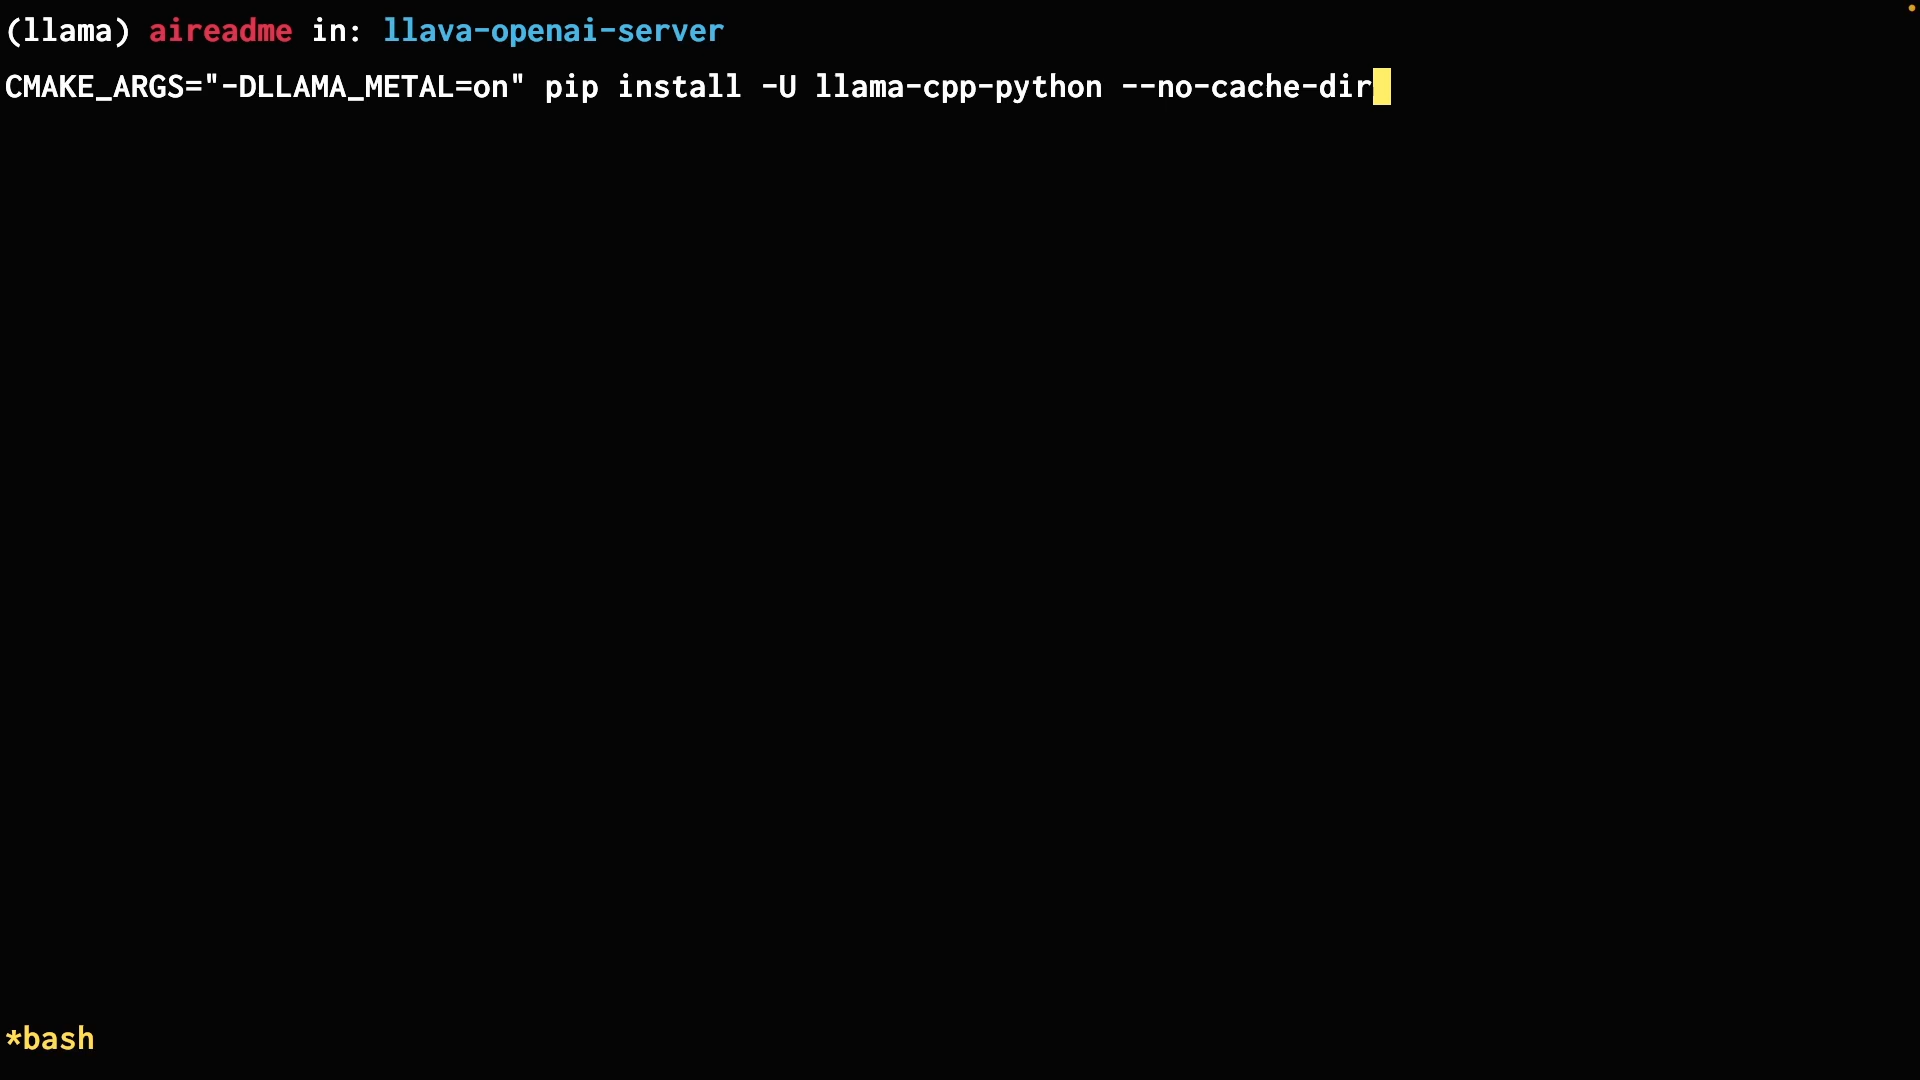 (llama) aireadme in: llava-openai-server
CMAKE_ARGS="-DLLAMA_METAL=on" pip install -U llama-cpp-python --no-cache-dir
*bash